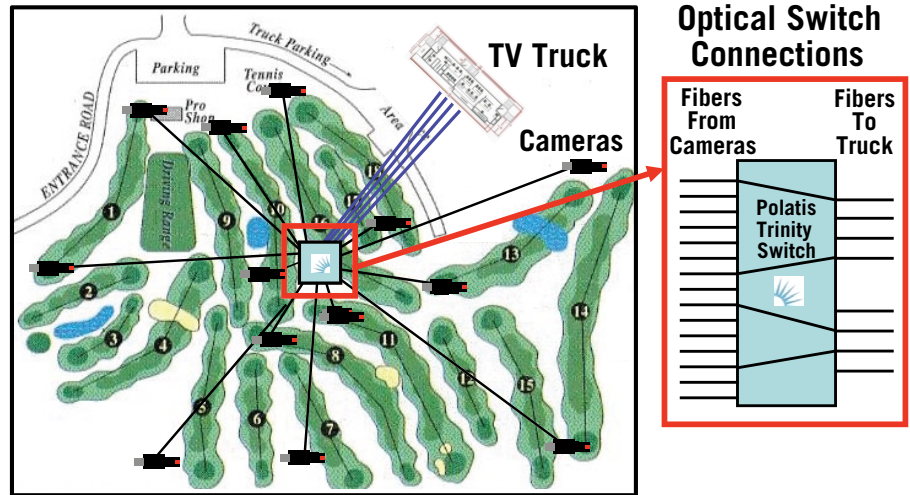 Optical Switch
Connections
TV Truck
Cameras
Truck Parking
Area
Parking
Tennis
Pro
Shop
ENTRANCE ROAD
Driving Range
1
9
10
16
13
2
3
4
14
11
8
12
15
5
6
7
Fibers
From
Cameras
Fibers
To
Truck
Polatis
Trinity
Switch